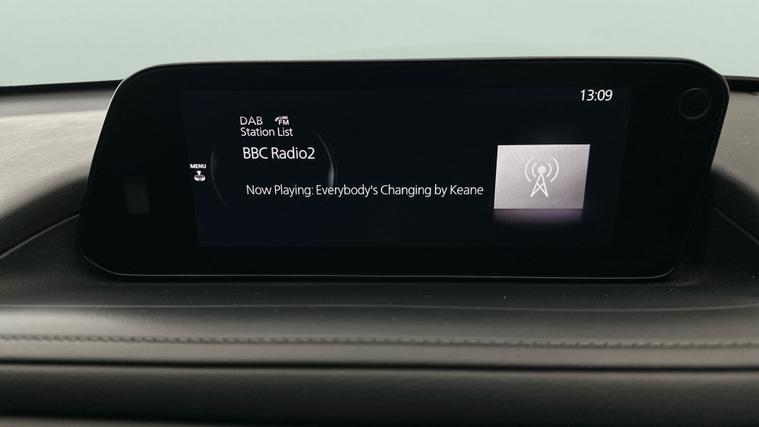 13:09
DAB FM
Station List
BBC Radio2
MENU
Now Playing: Everybody's Changing by Keane